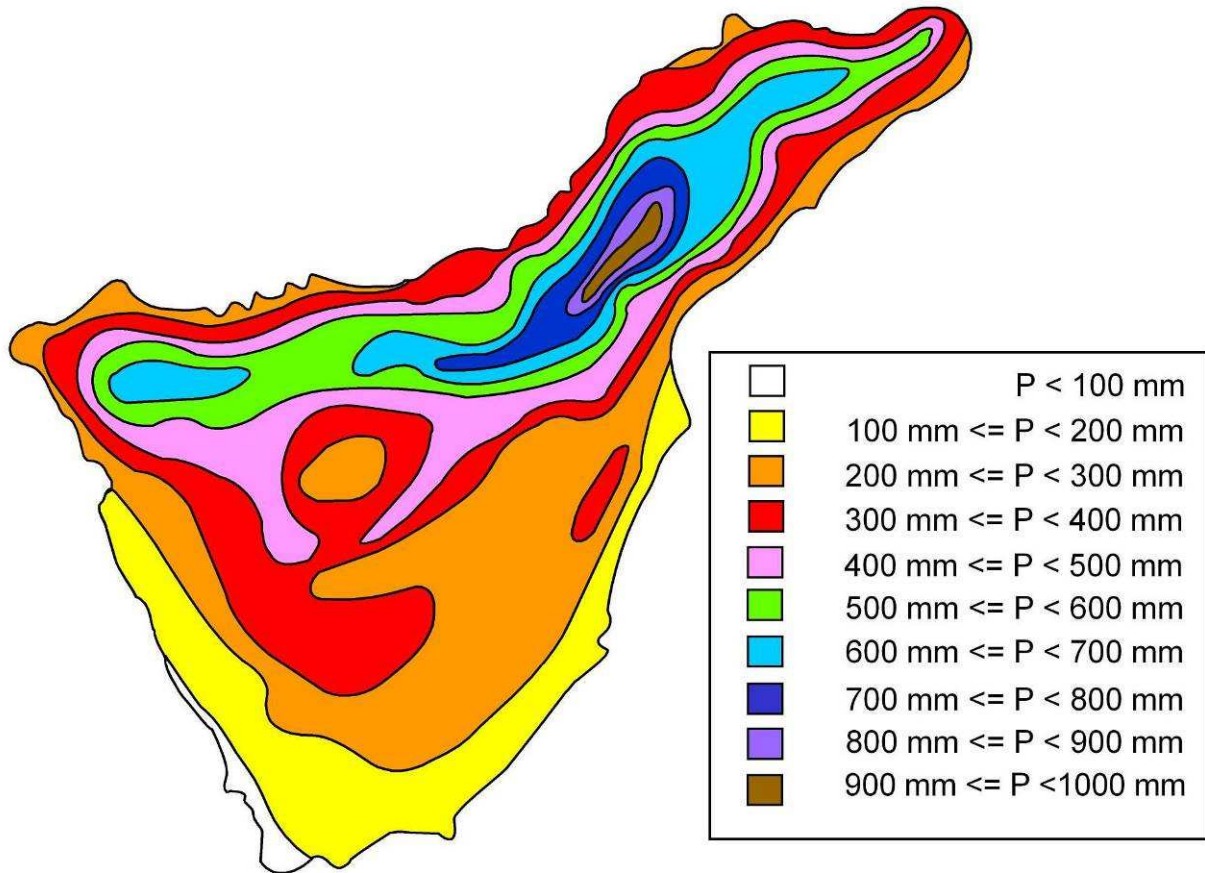 P < 100 mm
100 mm <= P < 200 mm
200 mm <= P < 300 mm
300 mm <= P < 400 mm
400 mm <= P < 500 mm
500 mm <= P < 600 mm
600 mm <= P < 700 mm
700 mm <= P < 800 mm
800 mm <= P < 900 mm
900 mm <= P <1000 mm